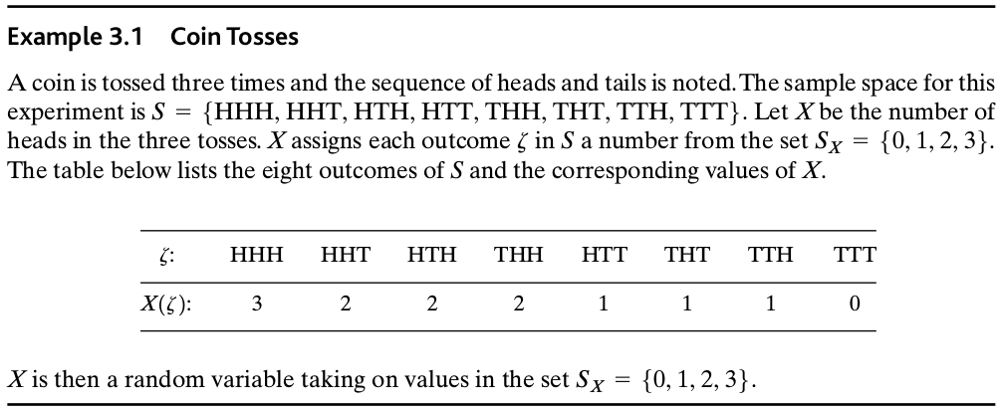 Example 3.1 Coin Tosses
A coin is tossed three times and the sequence of heads and tails is noted. The sample space for this
experiment is S = {HHH, HHT, HTH, HTT, THH, THT, TTH, TTT}. Let X be the number of
heads in the three tosses. X assigns each outcome ζ in S a number from the set S_X = {0, 1, 2, 3}.
The table below lists the eight outcomes of S and the corresponding values of X.
ζ: HHH HHT HTH THH HTT THT TTH TTT
X(ζ): 3 2 2 2 1 1 1 0
X is then a random variable taking on values in the set S_X = {0, 1, 2, 3}.